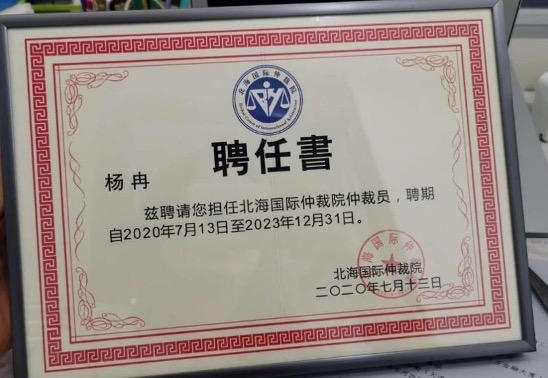 北海国际仲裁院
聘任書
杨冉
兹聘请您担任北海国际仲裁院仲裁员，聘期
自2020年7月13日至2023年12月31日。
北海国际仲裁院
二〇二〇年七月十三日